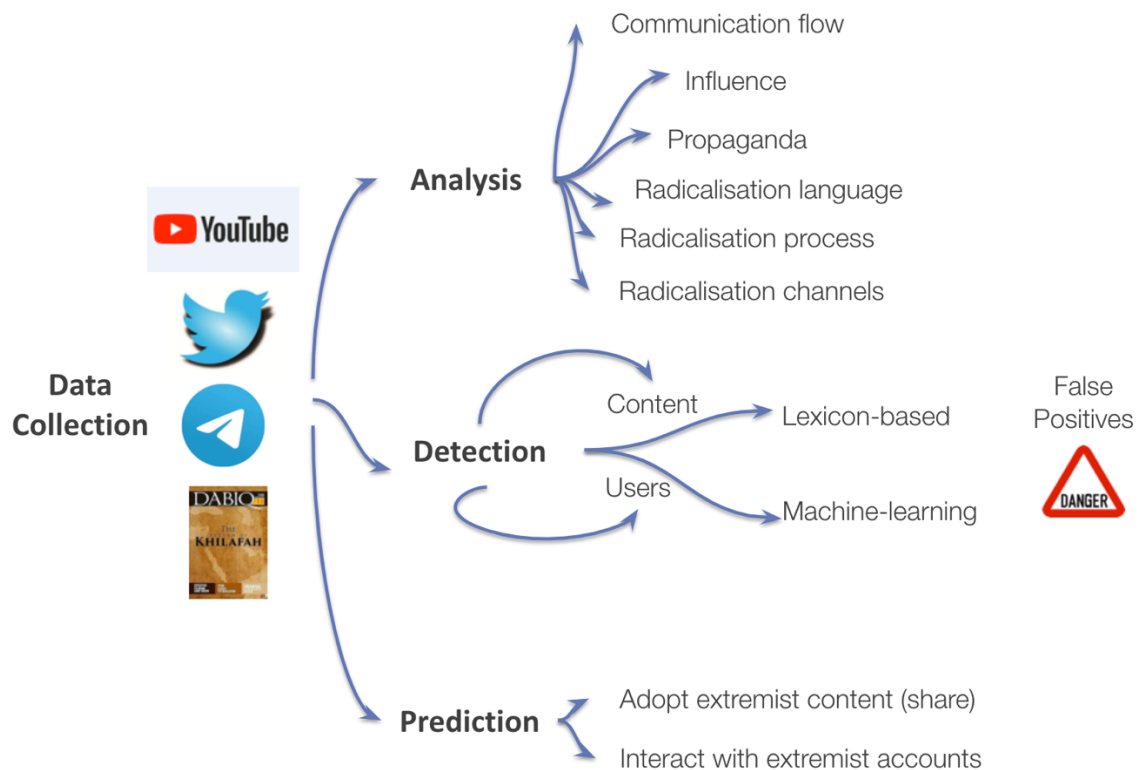 Communication flow
Influence
Propaganda
Analysis
Radicalisation language
Radicalisation process
Radicalisation channels
YouTube
Data
Collection
DABIQ
THE
KHILAFAH
Content
Lexicon-based
Detection
Users
Machine-learning
False
Positives
DANGER
Prediction
Adopt extremist content (share)
Interact with extremist accounts